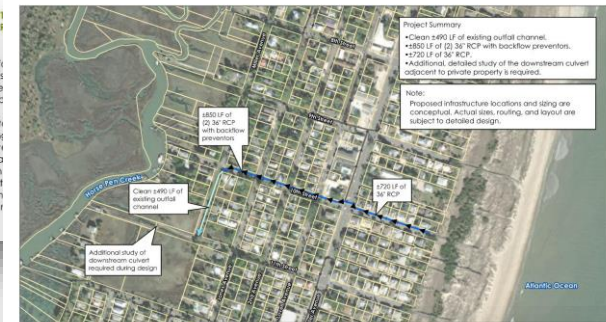 Project Summary
•Clean ±490 LF of existing outfall channel.
•±850 LF of (2) 36" RCP with backflow preventors.
•±720 LF of 36" RCP.
•Additional, detailed study of the downstream culvert
adjacent to private property is required.
Note:
Proposed infrastructure locations and sizing are
conceptual. Actual sizes, routing, and layout are
subject to detailed design.
±850 LF of
(2) 36" RCP
with backflow
preventors
Horse Pen Creek
Clean ±490 LF of
existing outfall
channel
10th Street
±720 LF of
36" RCP
Additional study of
downstream culvert
required during design
Atlantic Ocean